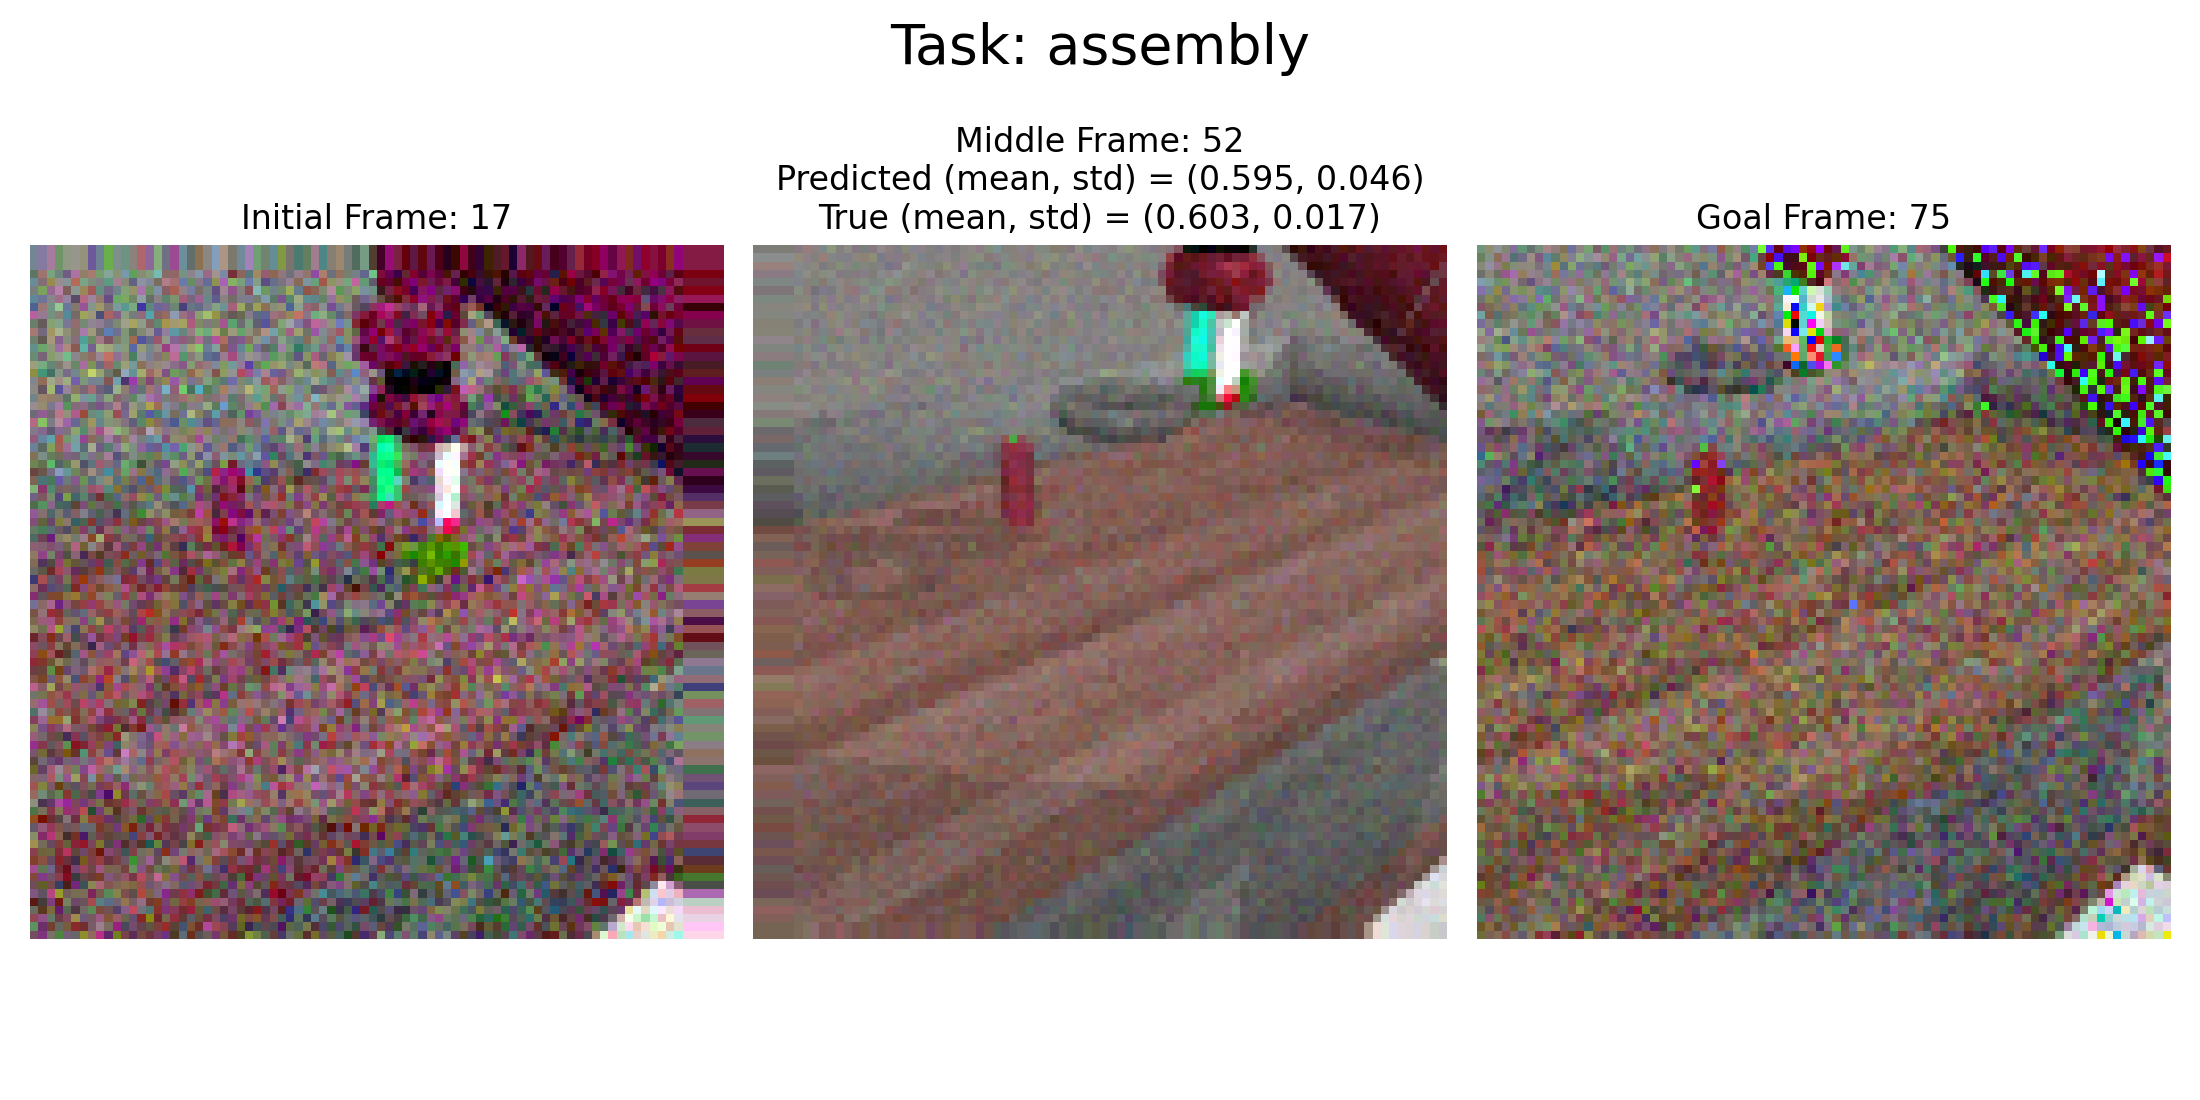 Task: assembly
Initial Frame: 17
Middle Frame: 52
Predicted (mean, std) = (0.595, 0.046)
True (mean, std) = (0.603, 0.017)
Goal Frame: 75